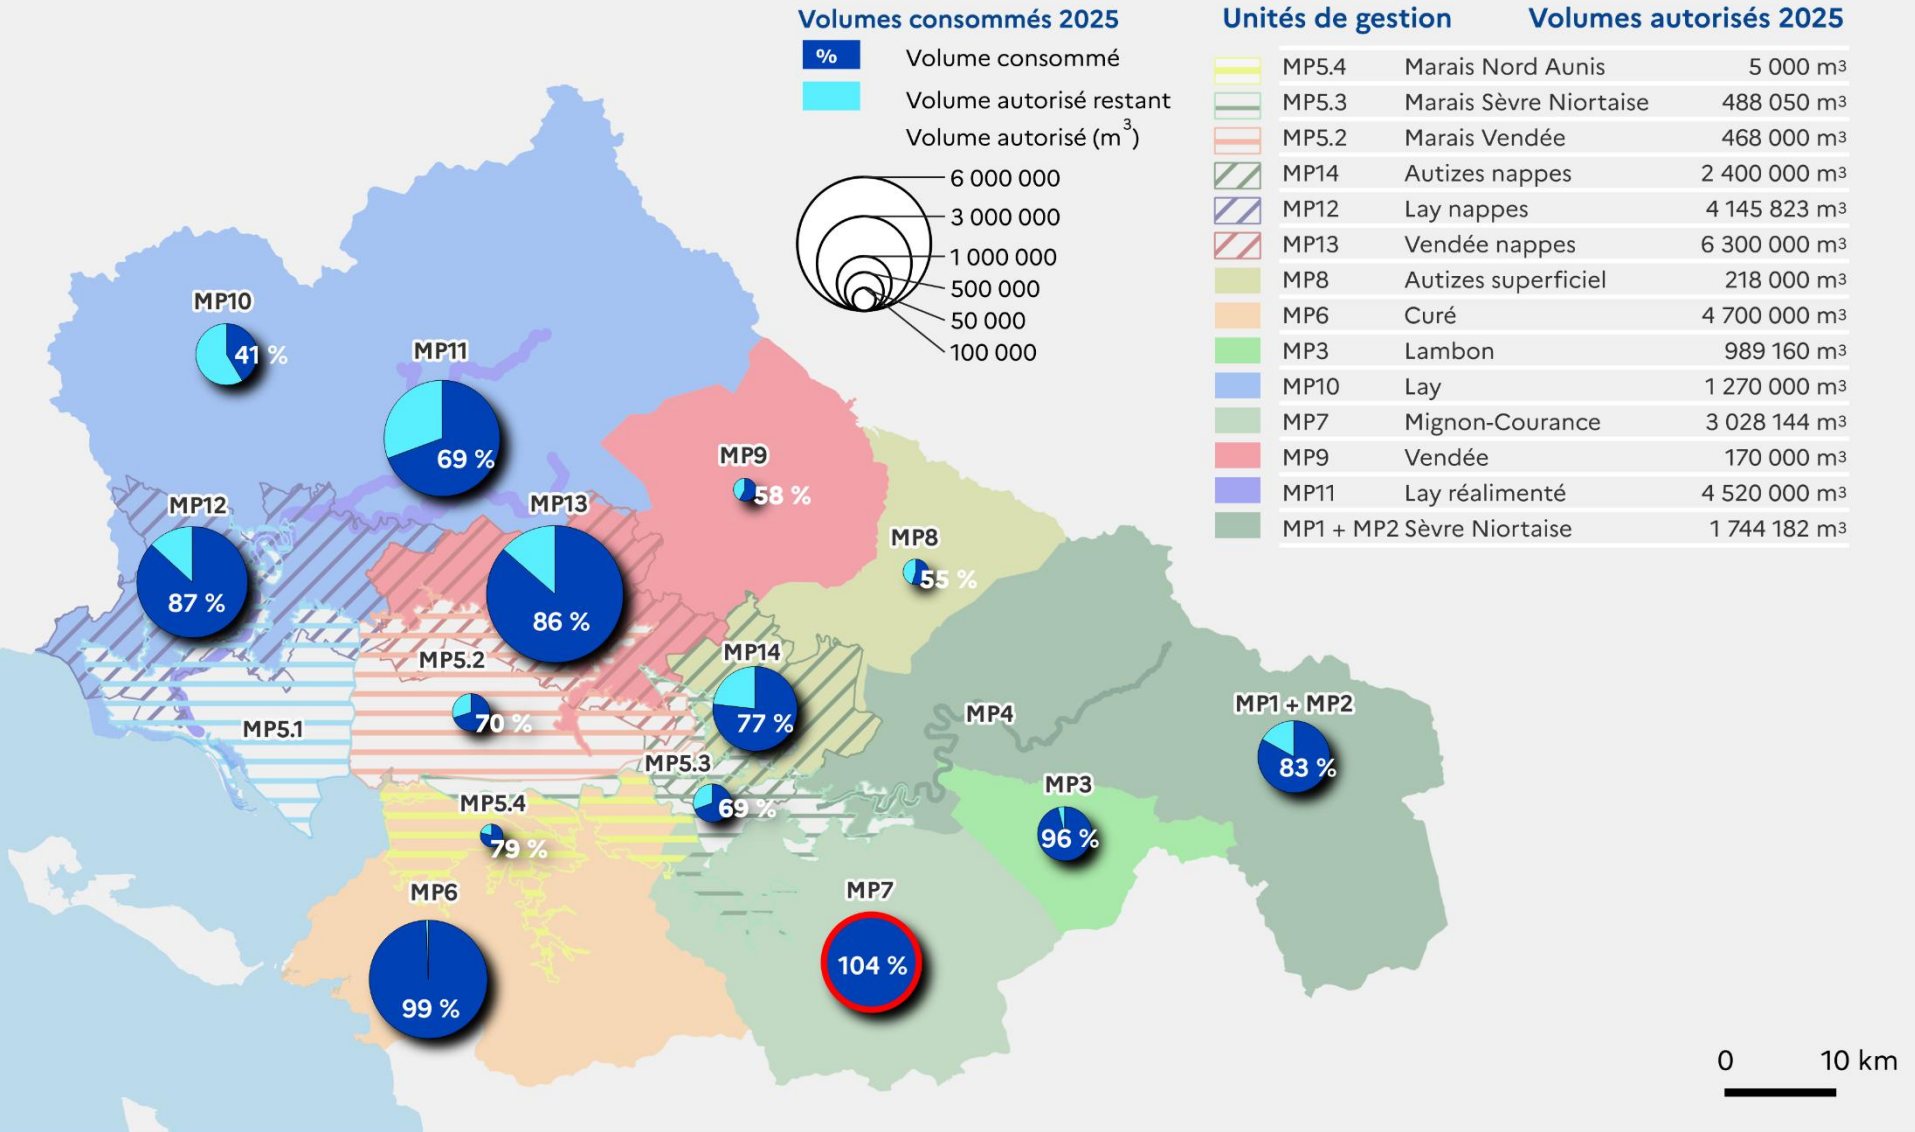 Volumes consommés 2025
% Volume consommé
Volume autorisé restant
Volume autorisé (m³)
6 000 000
3 000 000
1 000 000
500 000
50 000
100 000
Unités de gestion Volumes autorisés 2025
MP5.4 Marais Nord Aunis 5 000 m³
MP5.3 Marais Sèvre Niortaise 488 050 m³
MP5.2 Marais Vendée 468 000 m³
MP14 Autizes nappes 2 400 000 m³
MP12 Lay nappes 4 145 823 m³
MP13 Vendée nappes 6 300 000 m³
MP8 Autizes superficiel 218 000 m³
MP6 Curé 4 700 000 m³
MP3 Lambon 989 160 m³
MP10 Lay 1 270 000 m³
MP7 Mignon-Courance 3 028 144 m³
MP9 Vendée 170 000 m³
MP11 Lay réalimenté 4 520 000 m³
MP1 + MP2 Sèvre Niortaise 1 744 182 m³
MP10
41 %
MP11
69 %
MP9
58 %
MP12
87 %
MP13
86 %
MP8
55 %
MP5.2
70 %
MP14
77 %
MP5.1
MP4
MP1 + MP2
83 %
MP5.3
69 %
MP3
96 %
MP5.4
79 %
MP6
99 %
MP7
104 %
0 10 km